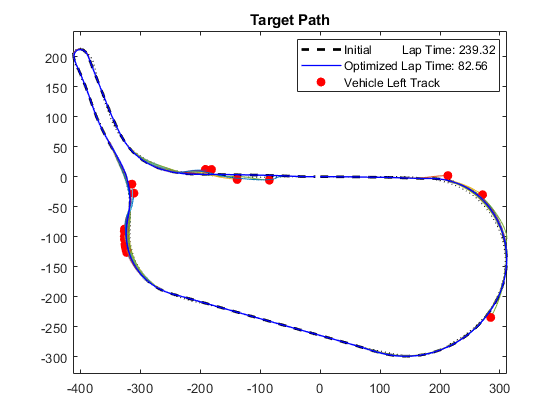 Target Path
Initial Lap Time: 239.32
Optimized Lap Time: 82.56
Vehicle Left Track
200
150
100
50
0
-50
-100
-150
-200
-250
-300
-400 -300 -200 -100 0 100 200 300